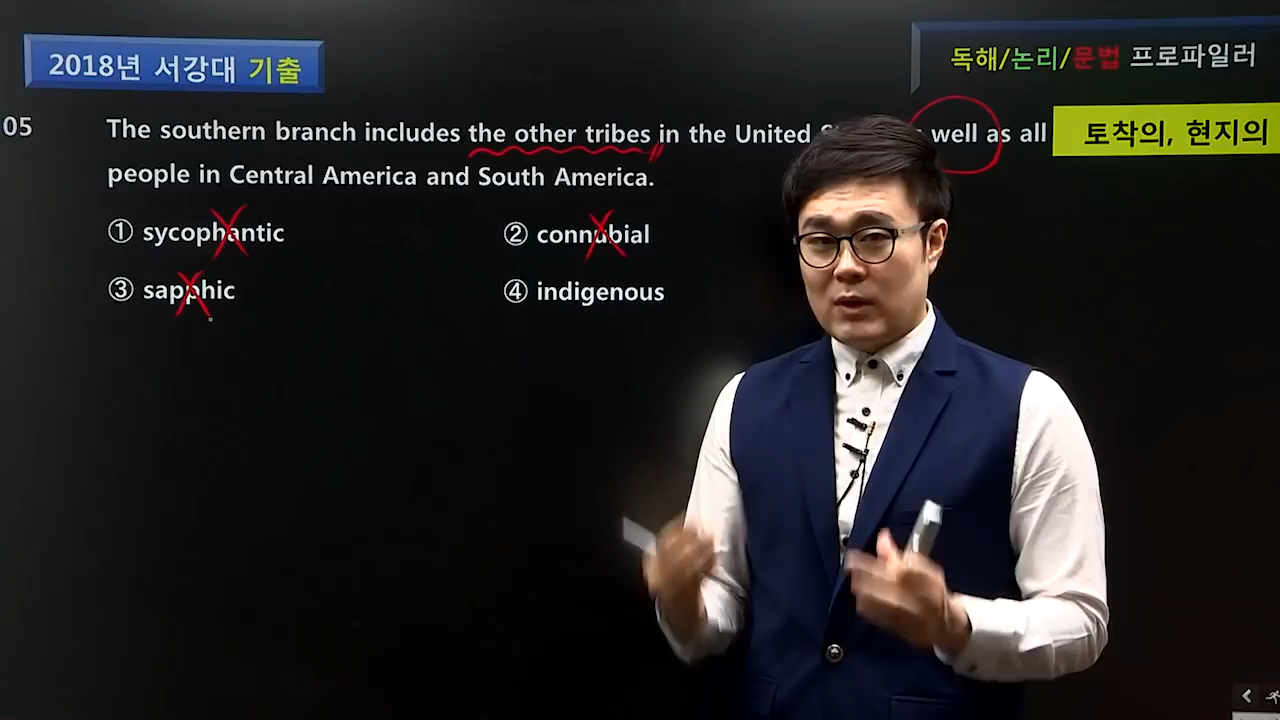 2018년 서강대 기출
독해/논리/문법 프로파일러
05
The southern branch includes the other tribes in the United well as all 토착의, 현지의
people in Central America and South America.
① sycophantic
② connubial
③ sapphic
④ indigenous